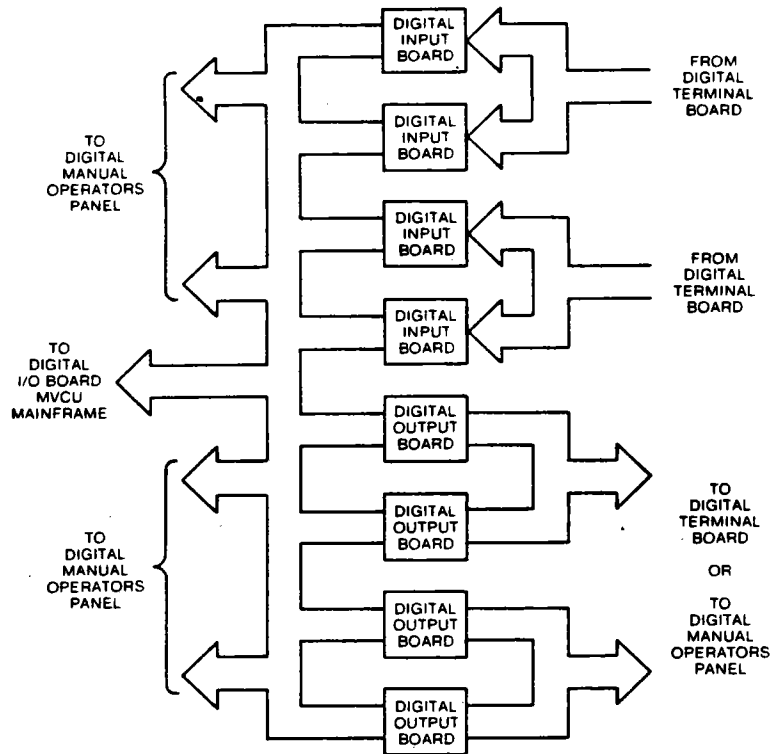 DIGITAL
INPUT
BOARD
DIGITAL
INPUT
BOARD
DIGITAL
INPUT
BOARD
DIGITAL
INPUT
BOARD
DIGITAL
OUTPUT
BOARD
DIGITAL
OUTPUT
BOARD
DIGITAL
OUTPUT
BOARD
DIGITAL
OUTPUT
BOARD
TO
DIGITAL
MANUAL
OPERATORS
PANEL
TO
DIGITAL
I/O BOARD
MVCU
MAINFRAME
TO
DIGITAL
MANUAL
OPERATORS
PANEL
FROM
DIGITAL
TERMINAL
BOARD
FROM
DIGITAL
TERMINAL
BOARD
TO
DIGITAL
TERMINAL
BOARD
OR
TO
DIGITAL
MANUAL
OPERATORS
PANEL